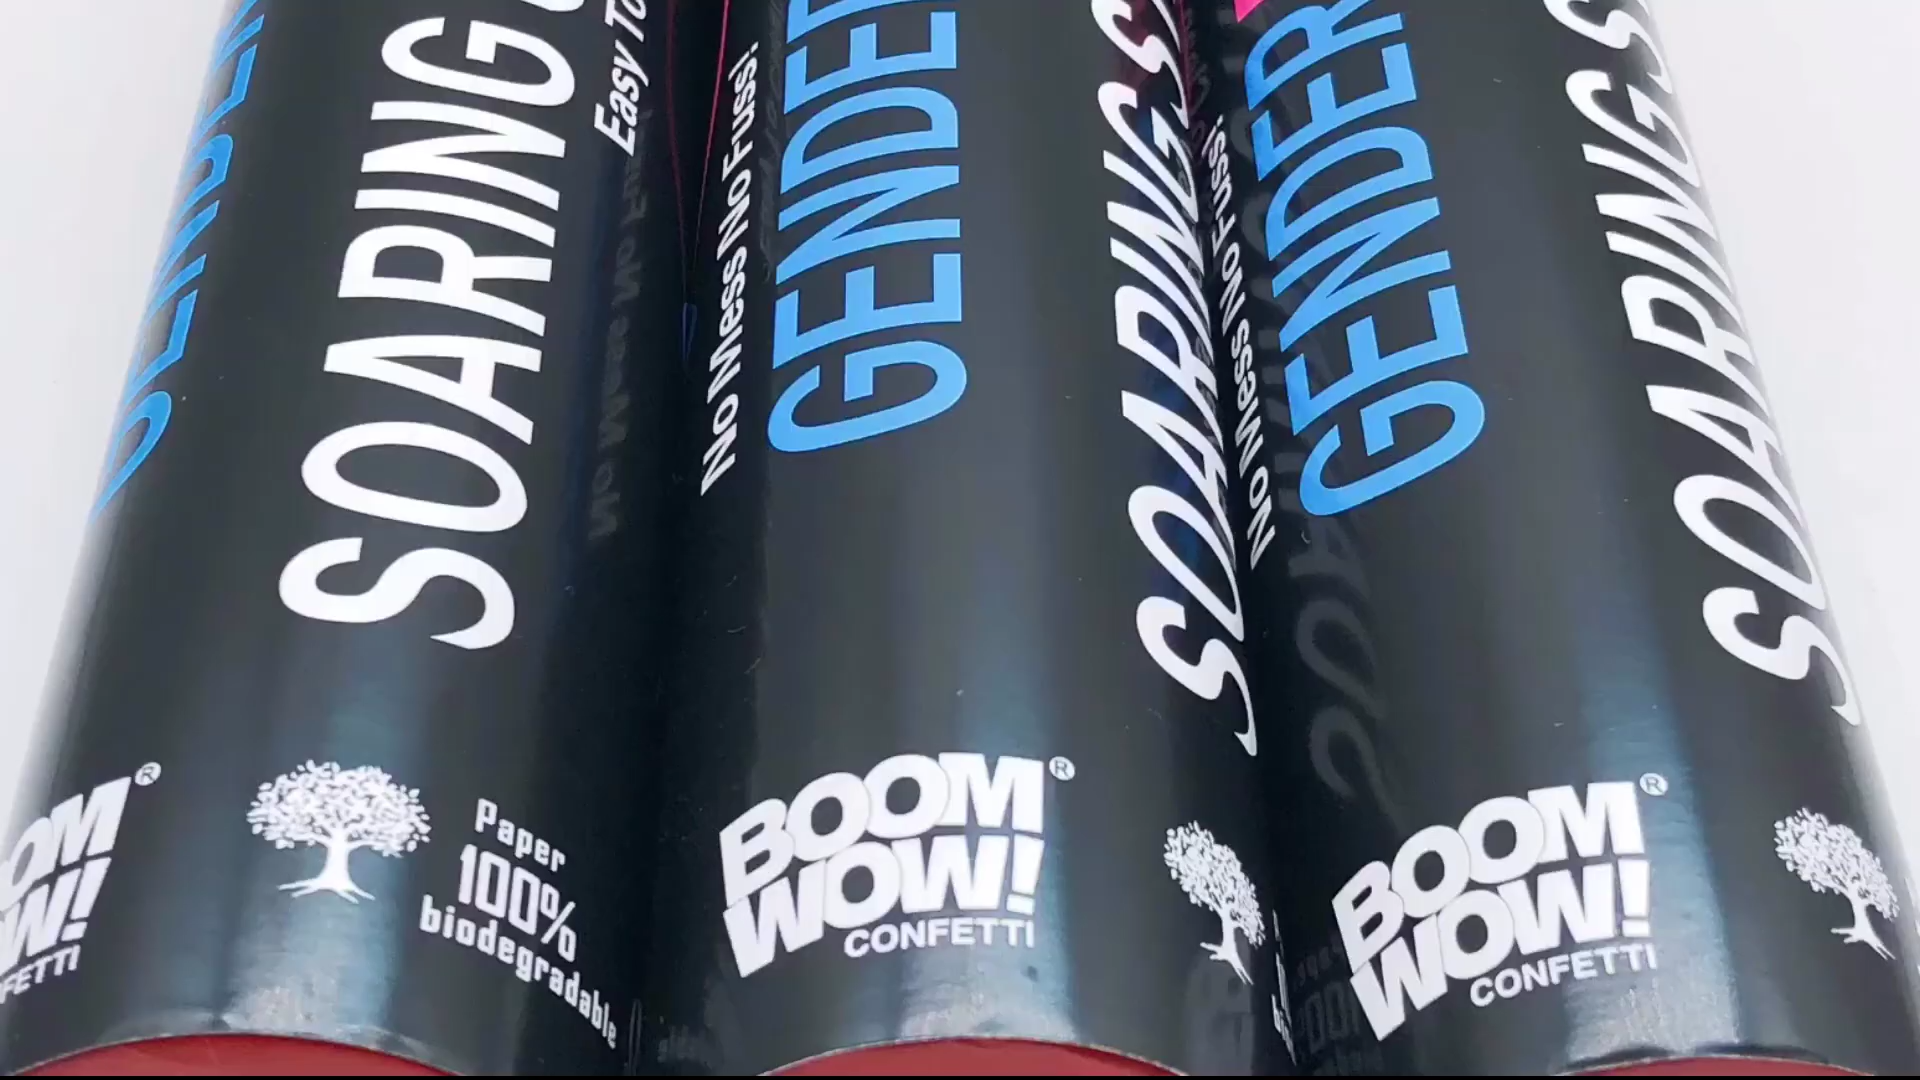 SOARING
Easy To
BOOM
WOW!
CONFETTI
®
Paper
100%
biodegradable
No Mess No Fuss!
GENDER
SOARING S
BOOM
WOW!
CONFETTI
®
No Mess No Fuss!
GENDER
SOARING S
BOOM
WOW!
CONFETTI
®